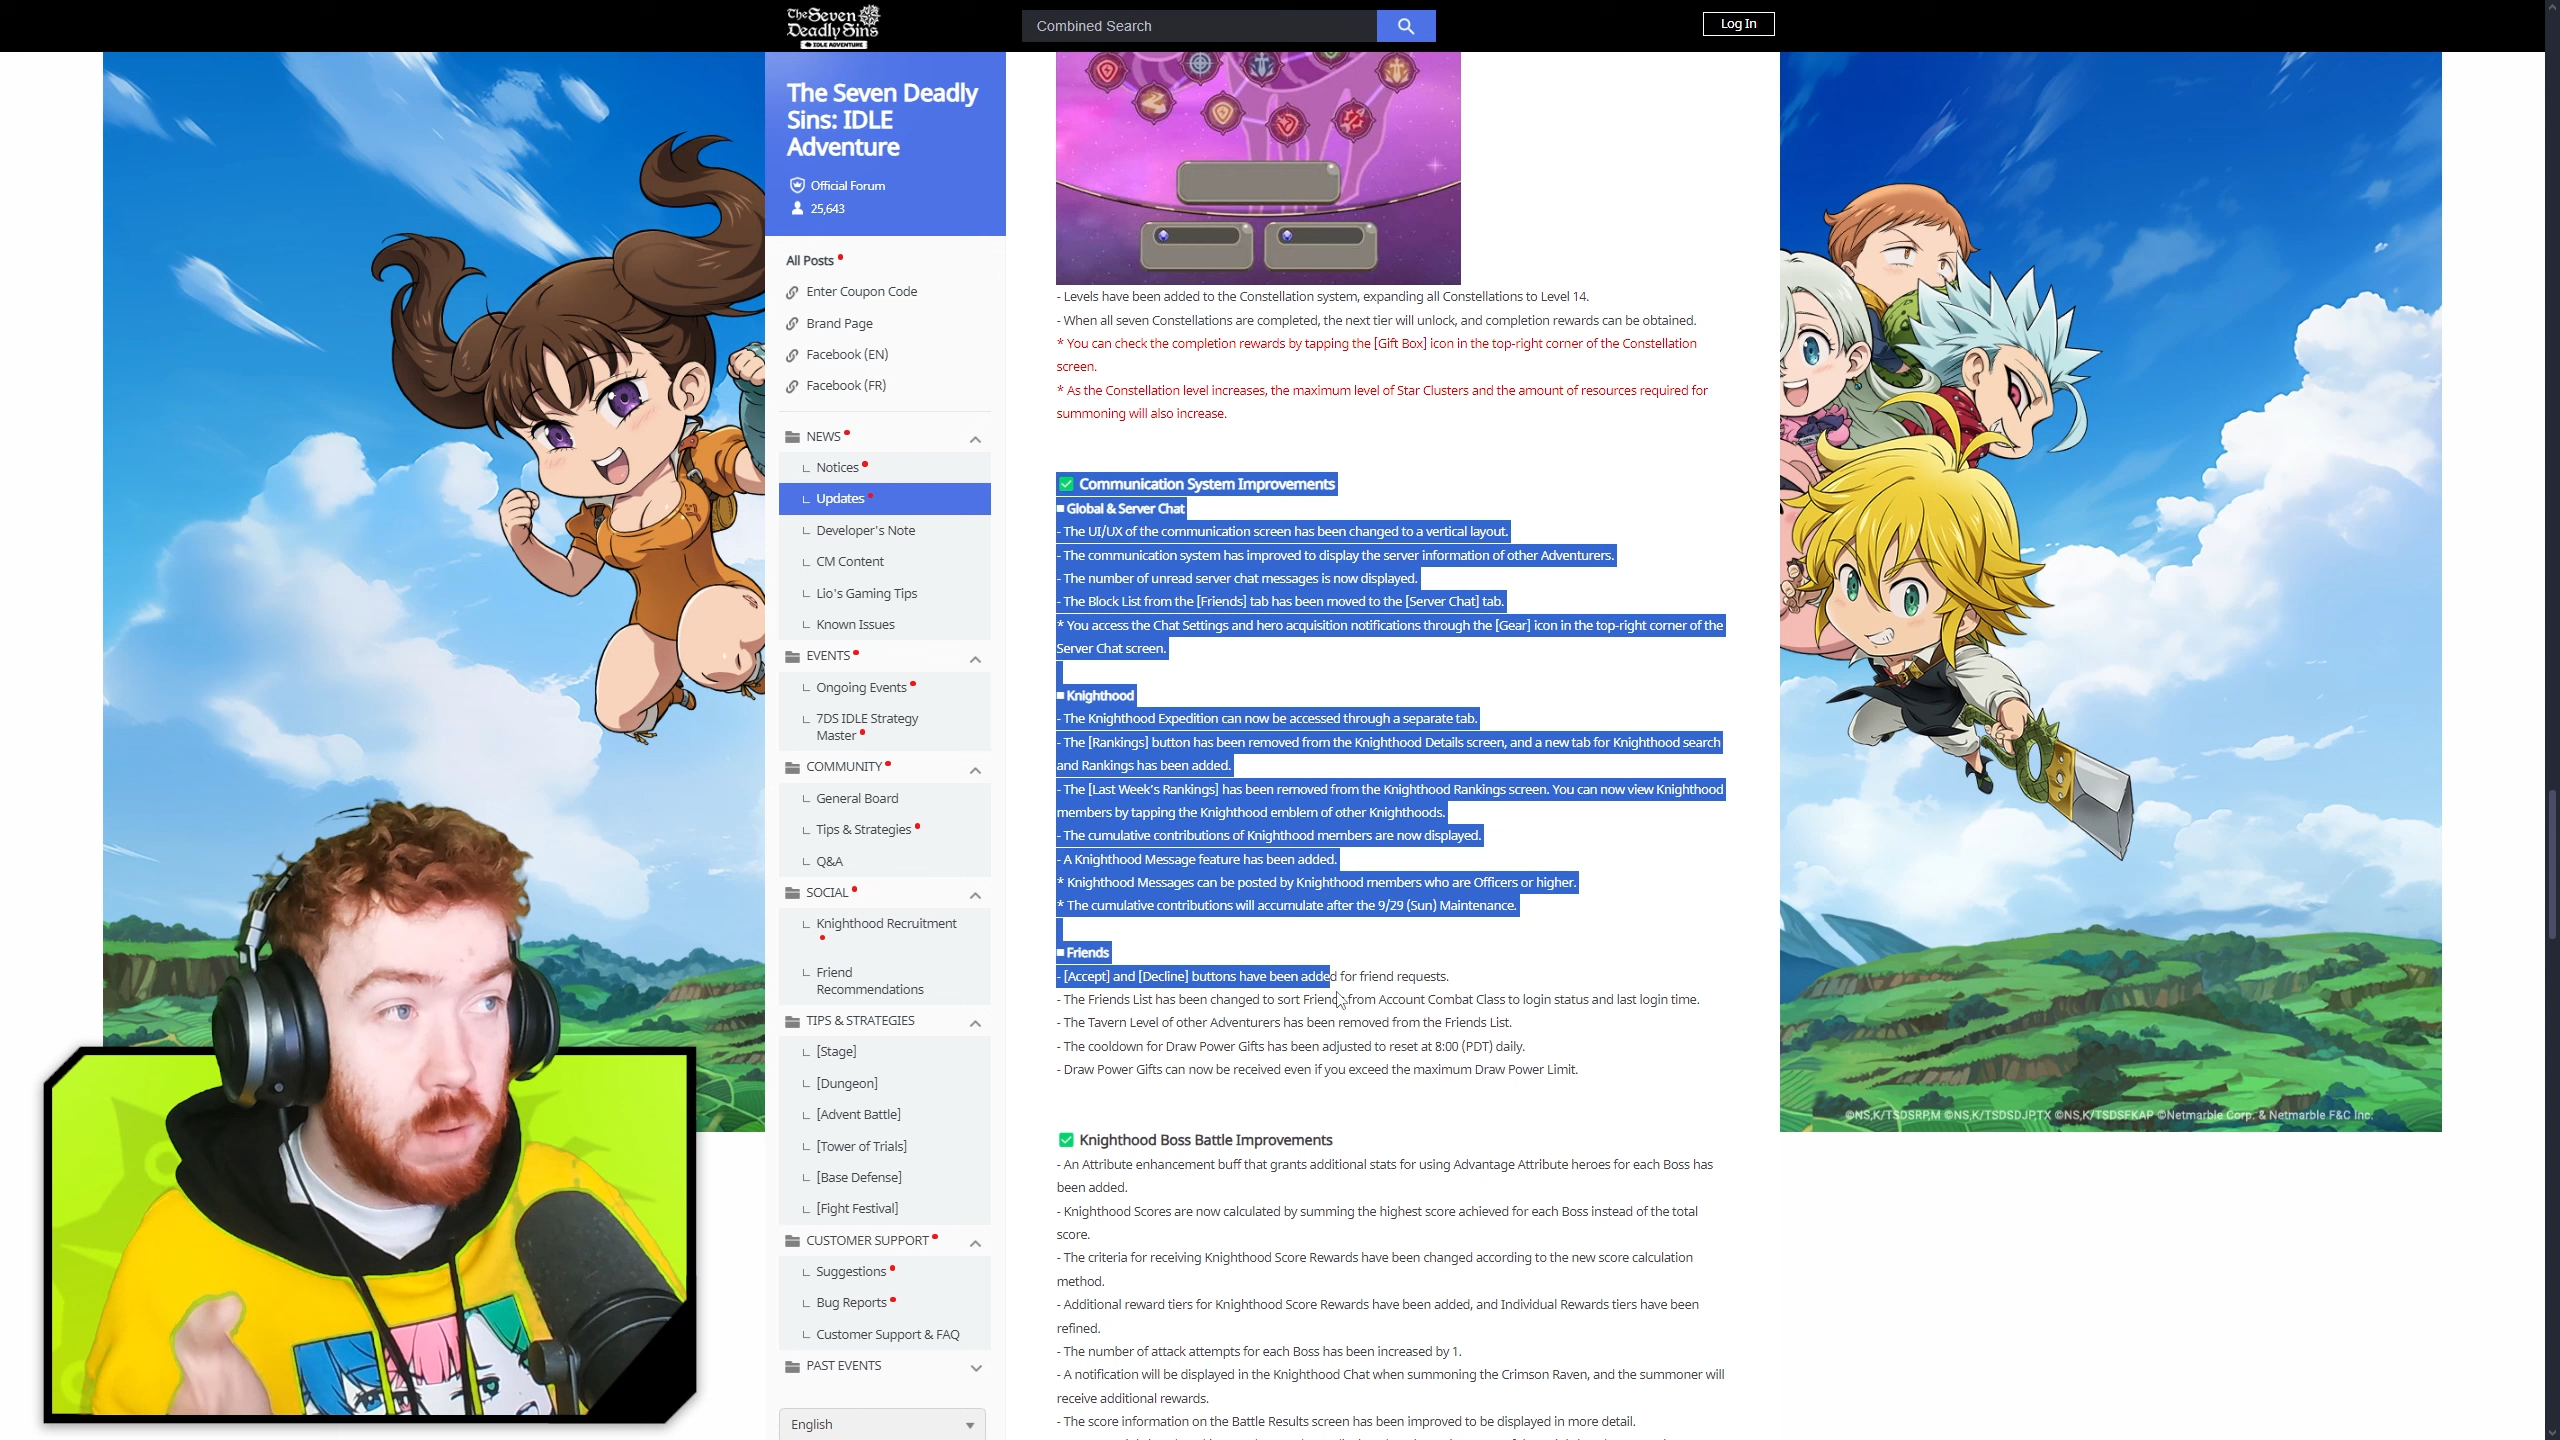 The Seven
Deadly Sins
IDLE ADVENTURE
Combined Search
Log In
The Seven Deadly
Sins: IDLE
Adventure
Official Forum
25,643
All Posts
Enter Coupon Code
Brand Page
Facebook (EN)
Facebook (FR)
NEWS
Notices
Updates
Developer's Note
CM Content
Lio's Gaming Tips
Known Issues
EVENTS
Ongoing Events
7DS IDLE Strategy
Master
COMMUNITY
General Board
Tips & Strategies
Q&A
SOCIAL
Knighthood Recruitment
Friend
Recommendations
TIPS & STRATEGIES
[Stage]
[Dungeon]
[Advent Battle]
[Tower of Trials]
[Base Defense]
[Fight Festival]
CUSTOMER SUPPORT
Suggestions
Bug Reports
Customer Support & FAQ
PAST EVENTS
English
- Levels have been added to the Constellation system, expanding all Constellations to Level 14.
- When all seven Constellations are completed, the next tier will unlock, and completion rewards can be obtained.
* You can check the completion rewards by tapping the [Gift Box] icon in the top-right corner of the Constellation
screen.
* As the Constellation level increases, the maximum level of Star Clusters and the amount of resources required for
summoning will also increase.
✅ Communication System Improvements
■ Global & Server Chat
- The UI/UX of the communication screen has been changed to a vertical layout.
- The communication system has improved to display the server information of other Adventurers.
- The number of unread server chat messages is now displayed.
- The Block List from the [Friends] tab has been moved to the [Server Chat] tab.
* You access the Chat Settings and hero acquisition notifications through the [Gear] icon in the top-right corner of the
Server Chat screen.
■ Knighthood
- The Knighthood Expedition can now be accessed through a separate tab.
- The [Rankings] button has been removed from the Knighthood Details screen, and a new tab for Knighthood search
and Rankings has been added.
- The [Last Week's Rankings] has been removed from the Knighthood Rankings screen. You can now view Knighthood
members by tapping the Knighthood emblem of other Knighthoods.
- The cumulative contributions of Knighthood members are now displayed.
- A Knighthood Message feature has been added.
* Knighthood Messages can be posted by Knighthood members who are Officers or higher.
* The cumulative contributions will accumulate after the 9/29 (Sun) Maintenance.
■ Friends
- [Accept] and [Decline] buttons have been added for friend requests.
- The Friends List has been changed to sort Friends from Account Combat Class to login status and last login time.
- The Tavern Level of other Adventurers has been removed from the Friends List.
- The cooldown for Draw Power Gifts has been adjusted to reset at 8:00 (PDT) daily.
- Draw Power Gifts can now be received even if you exceed the maximum Draw Power Limit.
✅ Knighthood Boss Battle Improvements
- An Attribute enhancement buff that grants additional stats for using Advantage Attribute heroes for each Boss has
been added.
- Knighthood Scores are now calculated by summing the highest score achieved for each Boss instead of the total
score.
- The criteria for receiving Knighthood Score Rewards have been changed according to the new score calculation
method.
- Additional reward tiers for Knighthood Score Rewards have been added, and Individual Rewards tiers have been
refined.
- The number of attack attempts for each Boss has been increased by 1.
- A notification will be displayed in the Knighthood Chat when summoning the Crimson Raven, and the summoner will
receive additional rewards.
- The score information on the Battle Results screen has been improved to be displayed in more detail.
©NS,K/TSDSRP,M ©NS,K/TSDSDJP,TX ©NS,K/TSDSFKAP ©Netmarble Corp. & Netmarble F&C Inc.